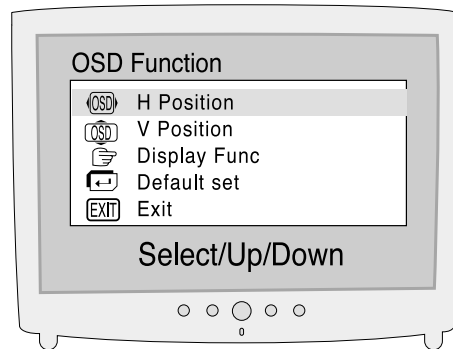 OSD Function
OSD H Position
OSD V Position
Display Func
Default set
EXIT Exit
Select/Up/Down
0